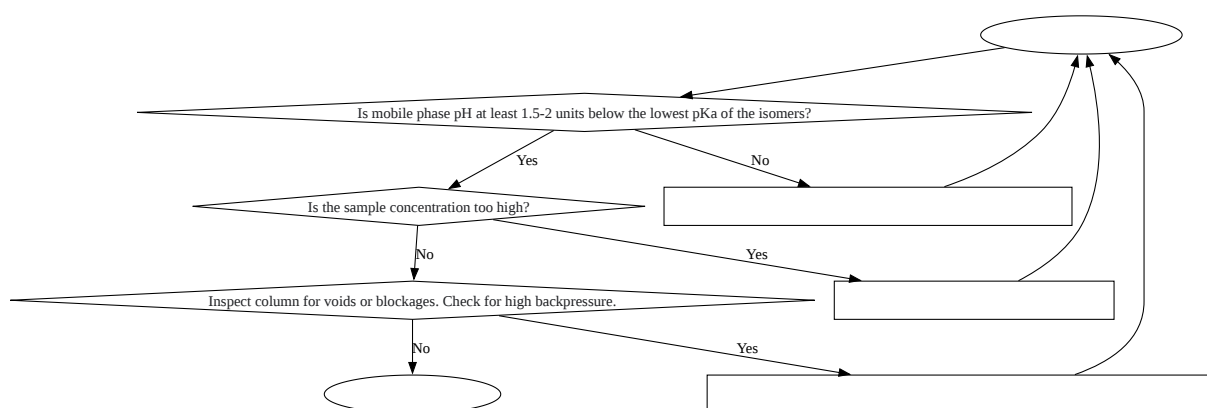 Is mobile phase pH at least 1.5-2 units below the lowest pKa of the isomers?
Yes
No
Is the sample concentration too high?
No
Yes
Inspect column for voids or blockages. Check for high backpressure.
No
Yes